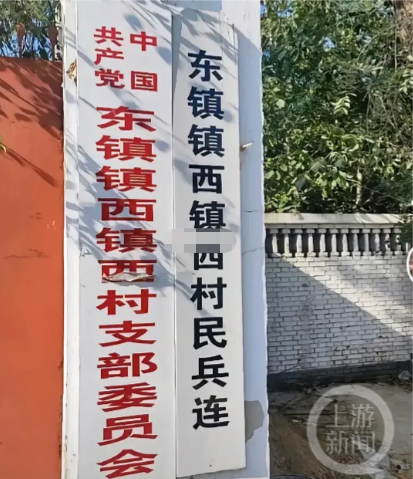 中国
共产党
东镇镇西镇西村支部委员会
东镇镇西镇西村民兵连
上游
新闻